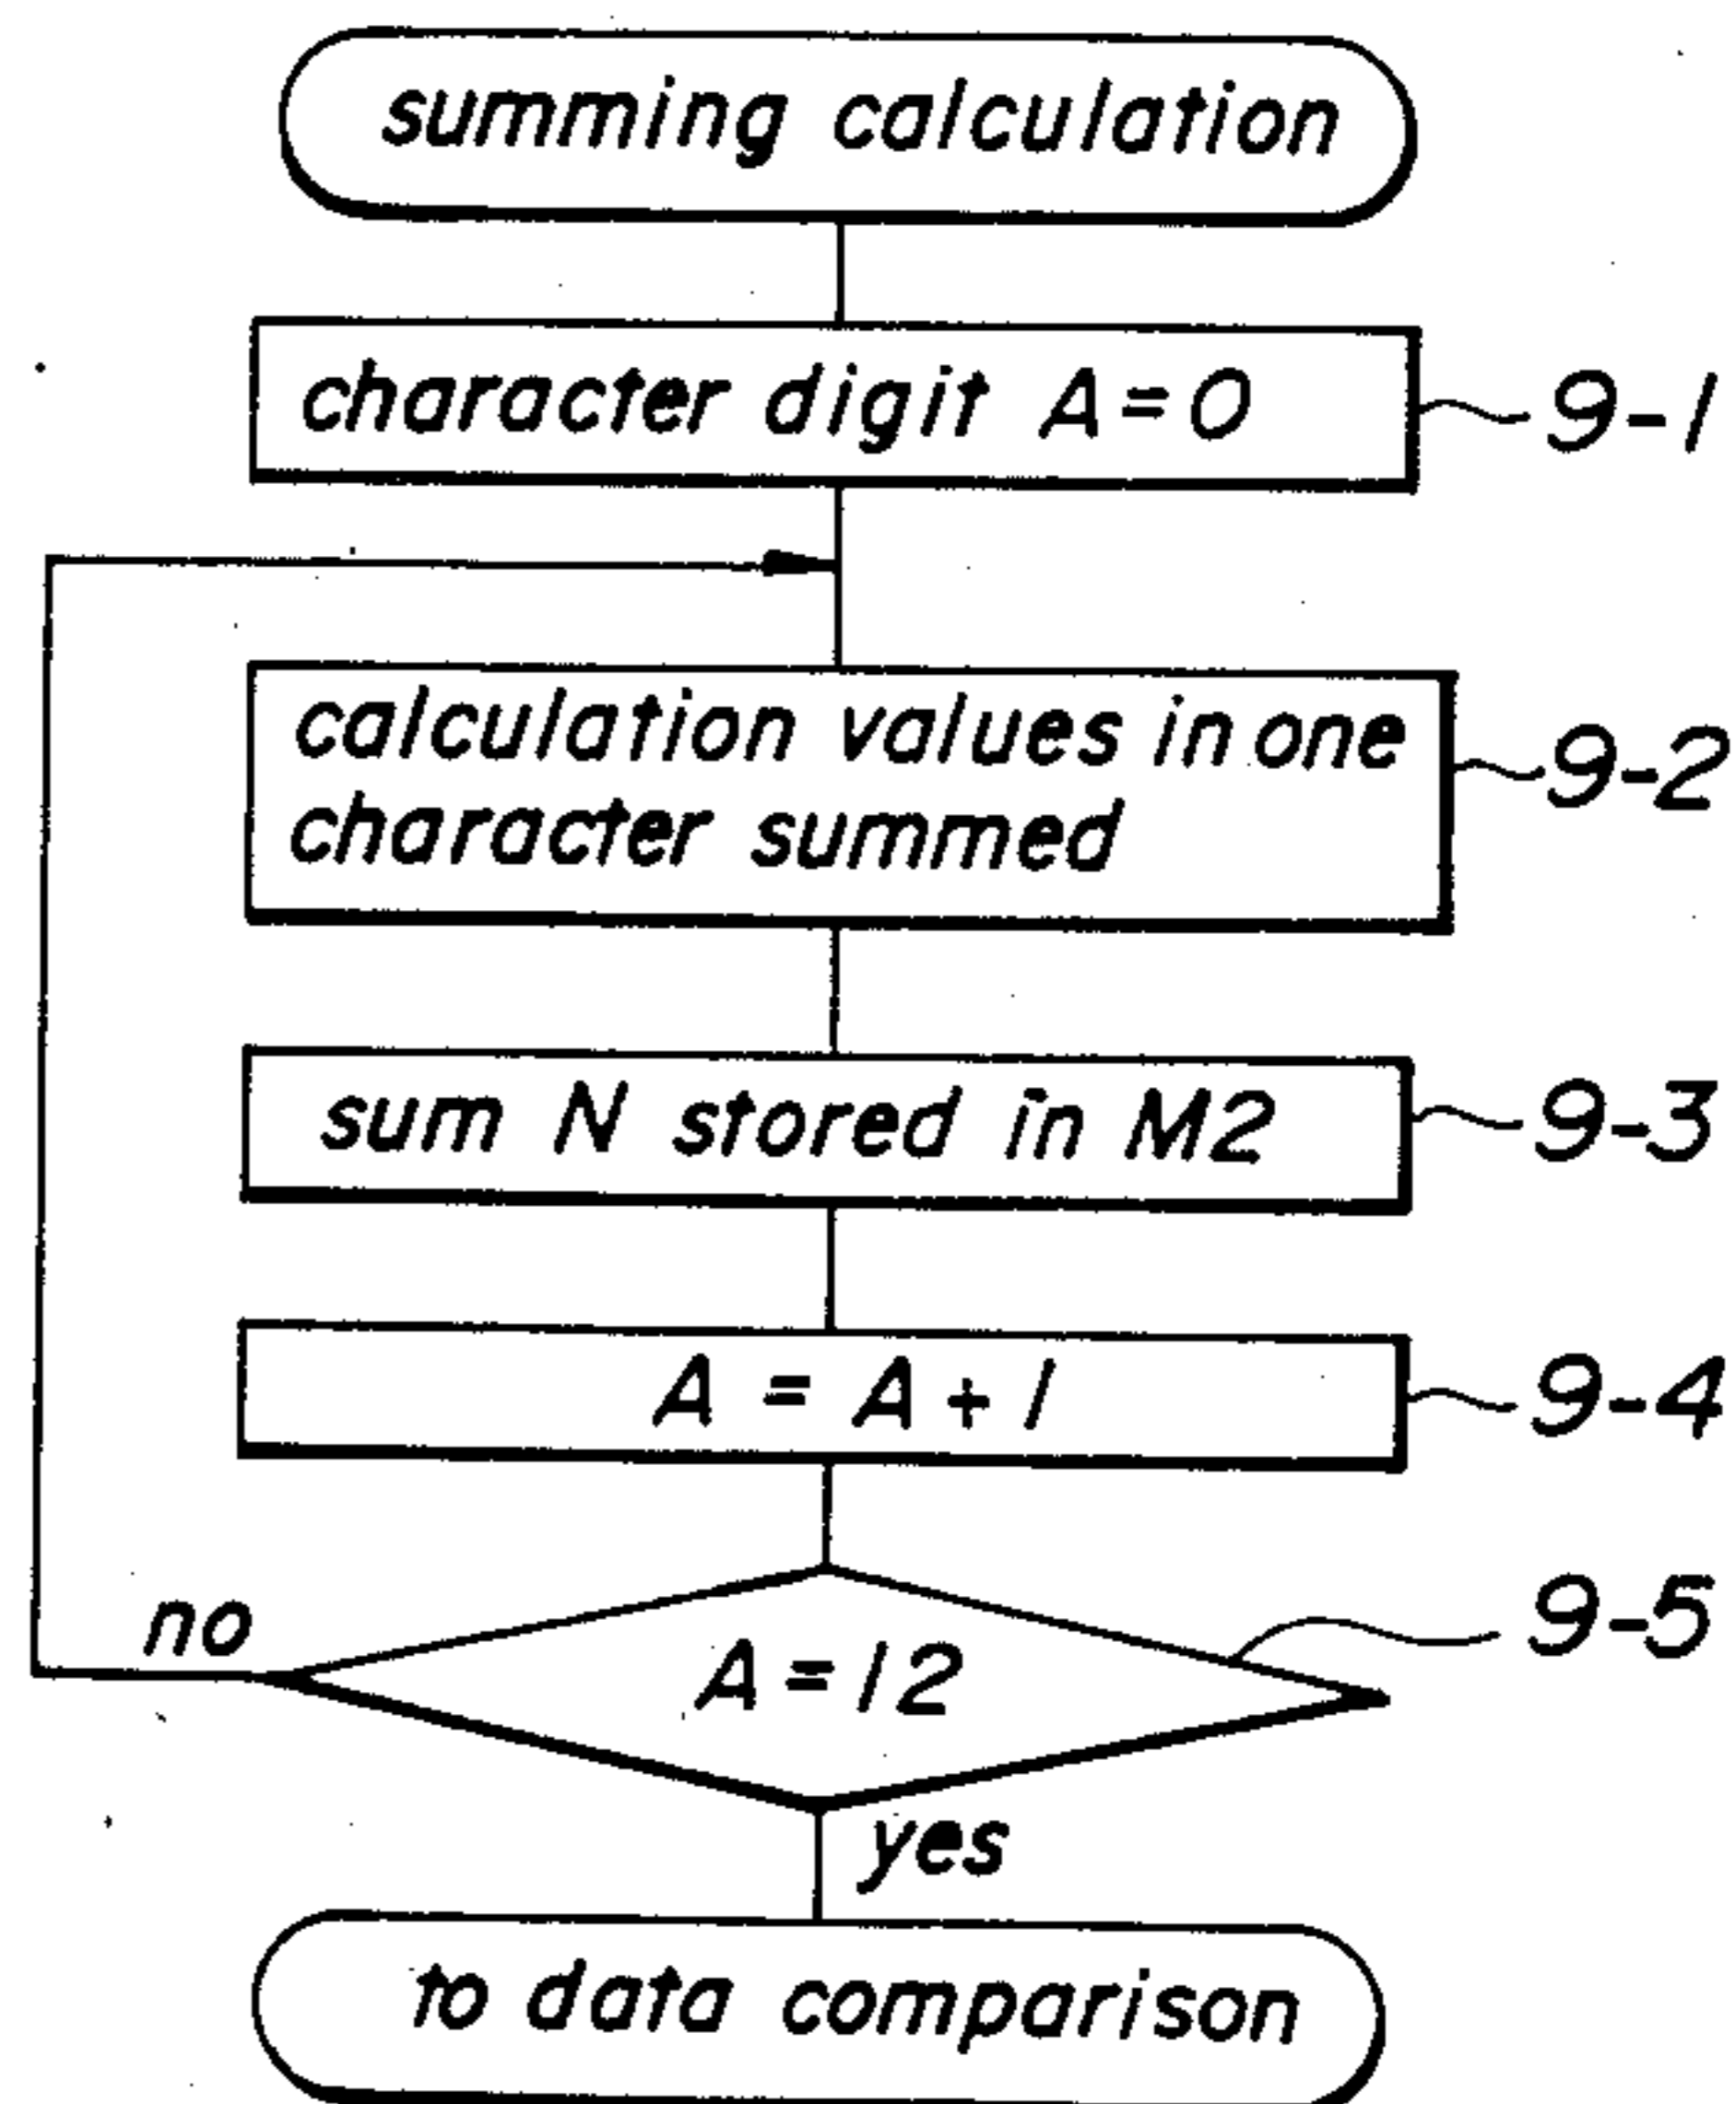 summing calculation
character digit A=0
9-1
calculation values in one
character summed
9-2
sum N stored in M2
9-3
A = A + 1
9-4
9-5
no
A=12
yes
to data comparison